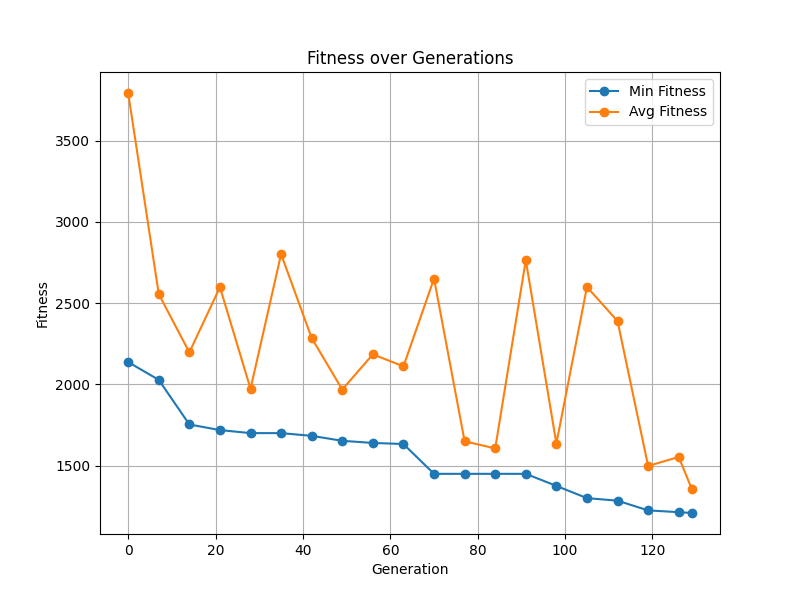 Fitness over Generations
Min Fitness
Avg Fitness
3500
3000
2500
2000
1500
Fitness
0 20 40 60 80 100 120
Generation